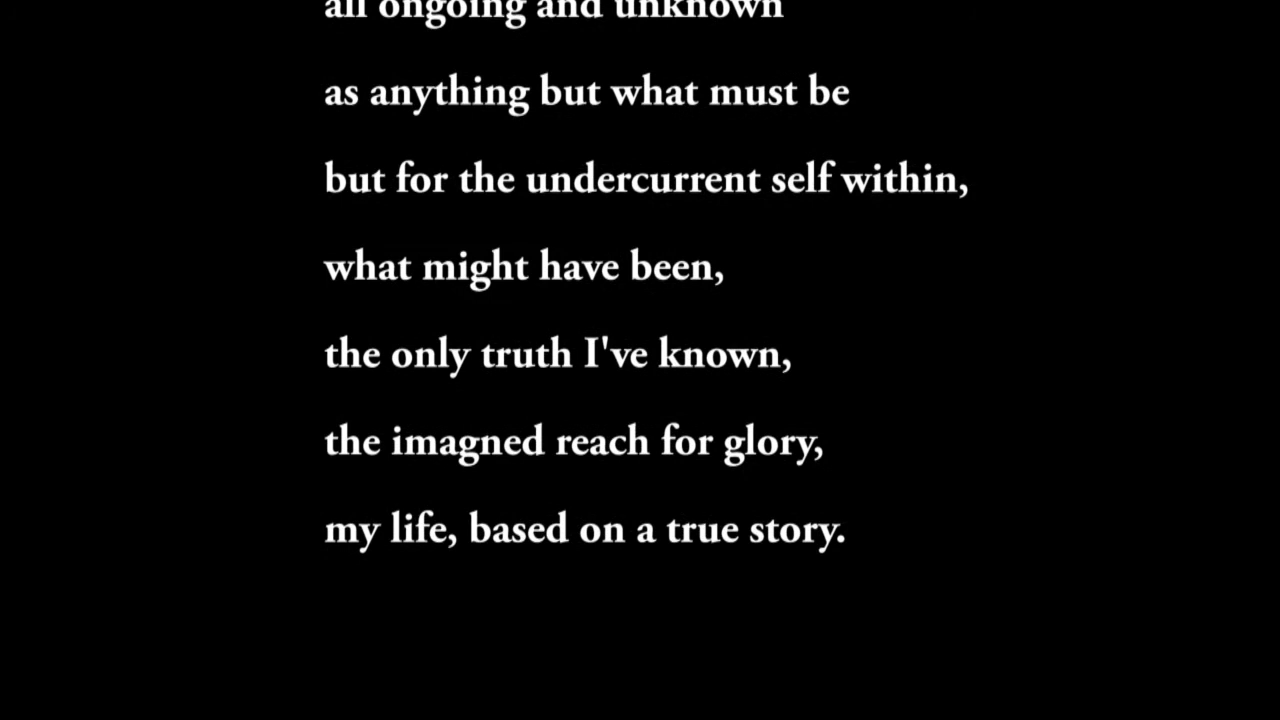 all ongoing and unknown
as anything but what must be
but for the undercurrent self within,
what might have been,
the only truth I've known,
the imagned reach for glory,
my life, based on a true story.